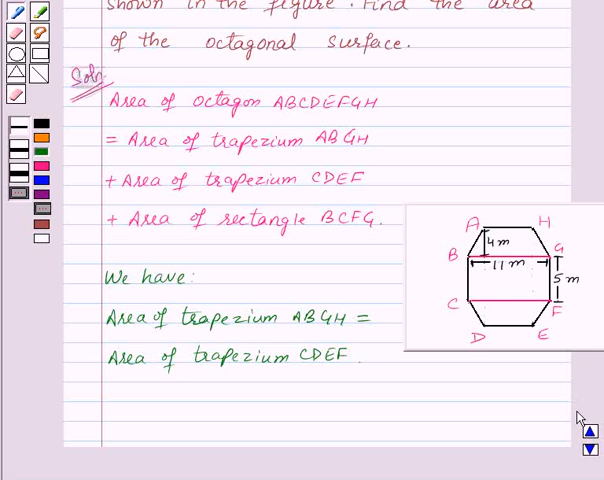 shown in the figure. Find the area
of the octagonal surface.
Soln
Area of octagon ABCDEFGH
= Area of trapezium ABGH
+ Area of trapezium CDEF
+ Area of rectangle BCFG.
We have:
Area of trapezium ABGH =
Area of trapezium CDEF.
A H
4m
B G
11 m
5 m
C F
D E